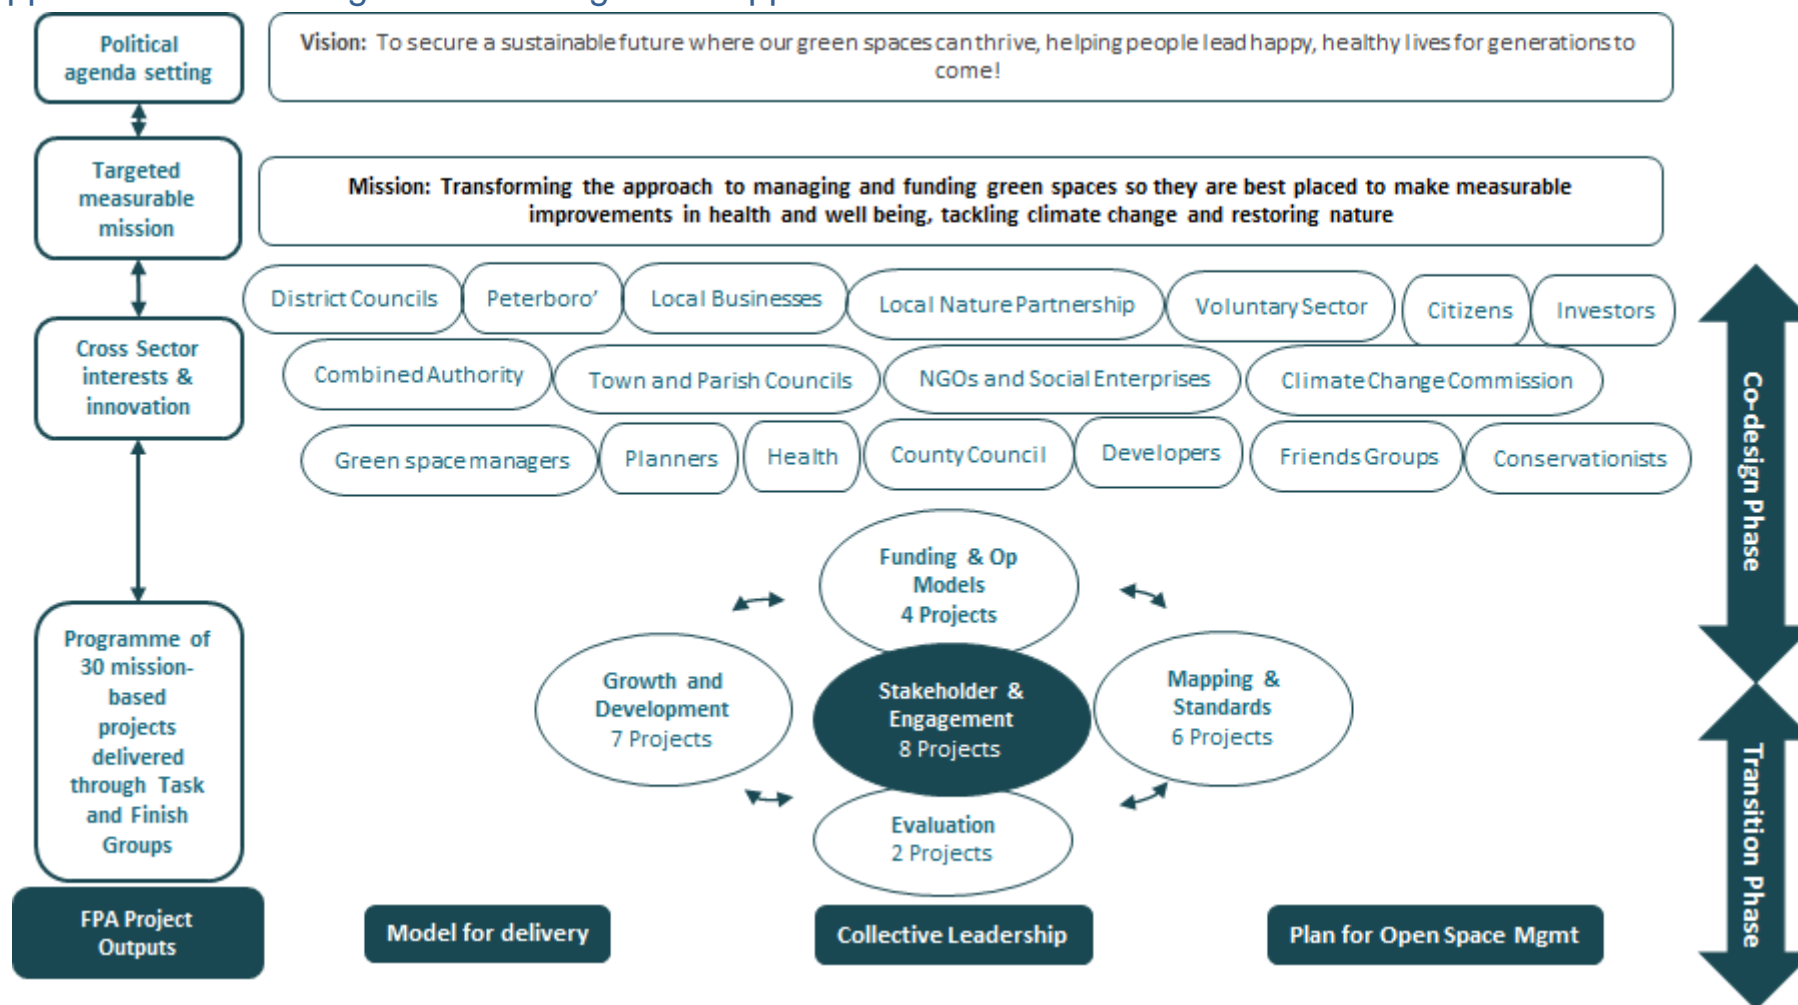 Political
agenda setting
Vision: To secure a sustainable future where our green spaces can thrive, helping people lead happy, healthy lives for generations to
come!
Targeted
measurable
mission
Mission: Transforming the approach to managing and funding green spaces so they are best placed to make measurable
improvements in health and well being, tackling climate change and restoring nature
Cross Sector
interests &
innovation
District Councils
Peterboro’
Local Businesses
Local Nature Partnership
Voluntary Sector
Citizens
Investors
Combined Authority
Town and Parish Councils
NGOs and Social Enterprises
Climate Change Commission
Green space managers
Planners
Health
County Council
Developers
Friends Groups
Conservationists
Co-design Phase
Programme of
30 mission-
based
projects
delivered
through Task
and Finish
Groups
Funding & Op
Models
4 Projects
Growth and
Development
7 Projects
Stakeholder &
Engagement
8 Projects
Mapping &
Standards
6 Projects
Evaluation
2 Projects
Transition Phase
FPA Project
Outputs
Model for delivery
Collective Leadership
Plan for Open Space Mgmt